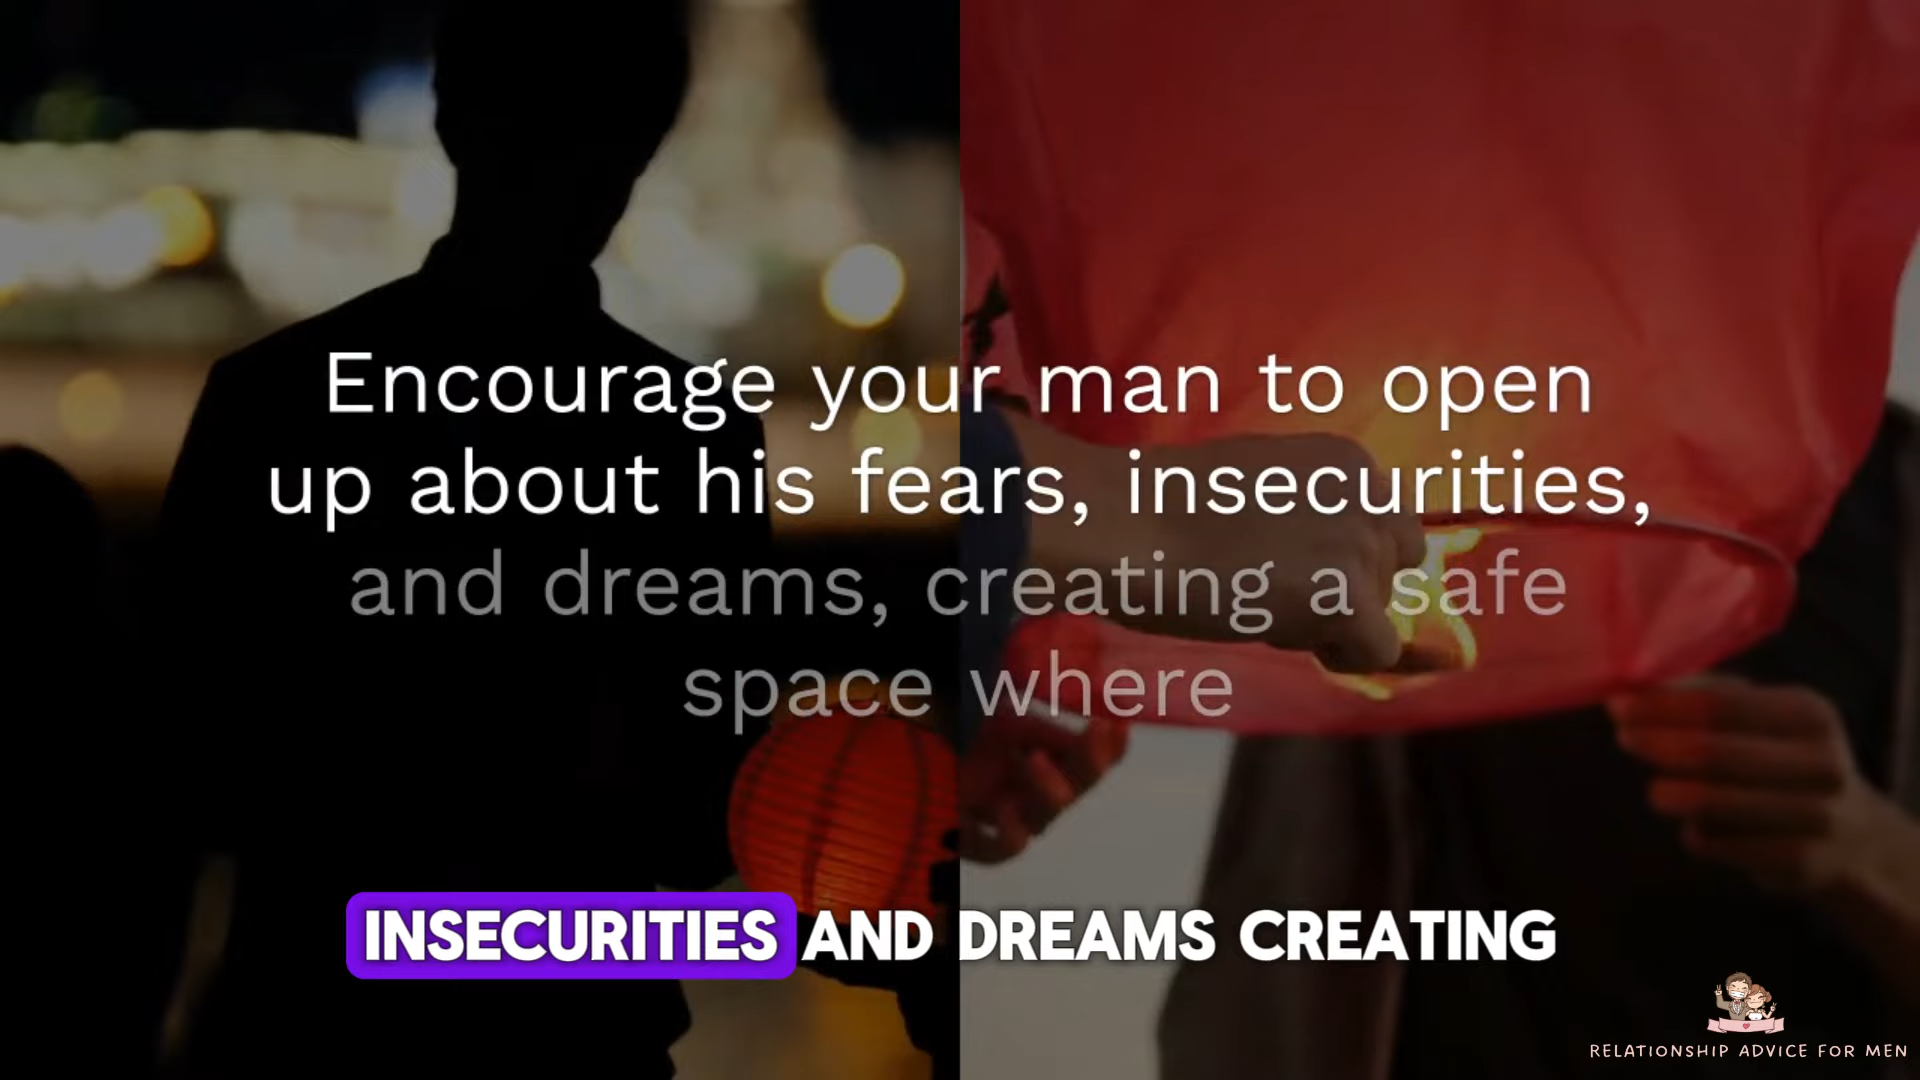 Encourage your man to open
up about his fears, insecurities,
and dreams, creating a safe
space where
INSECURITIES AND DREAMS CREATING
RELATIONSHIP ADVICE FOR MEN